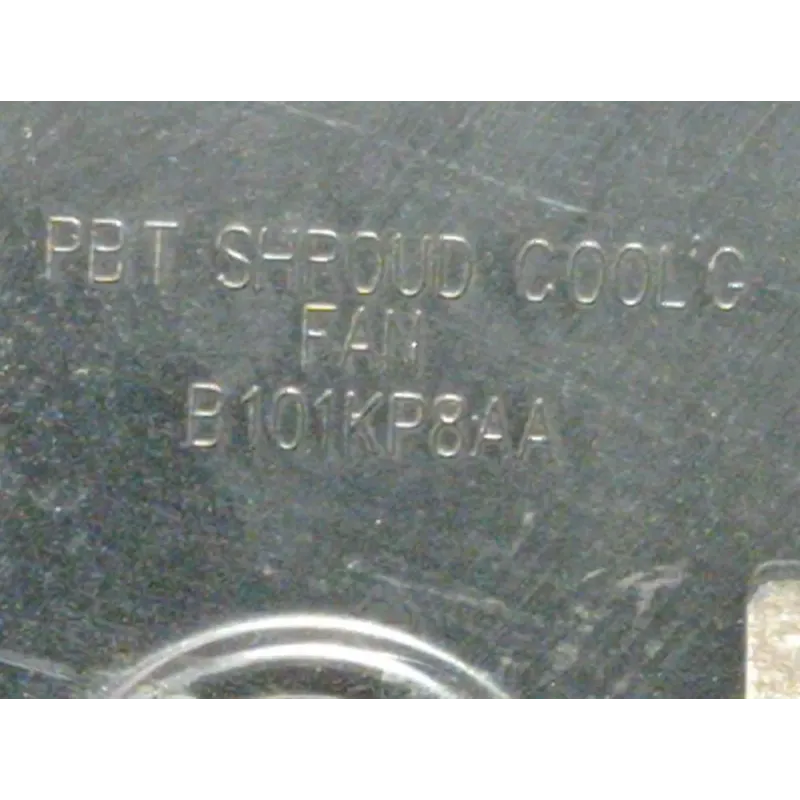 PBT SHROUD COOL'G
FAN
B101KP8AA